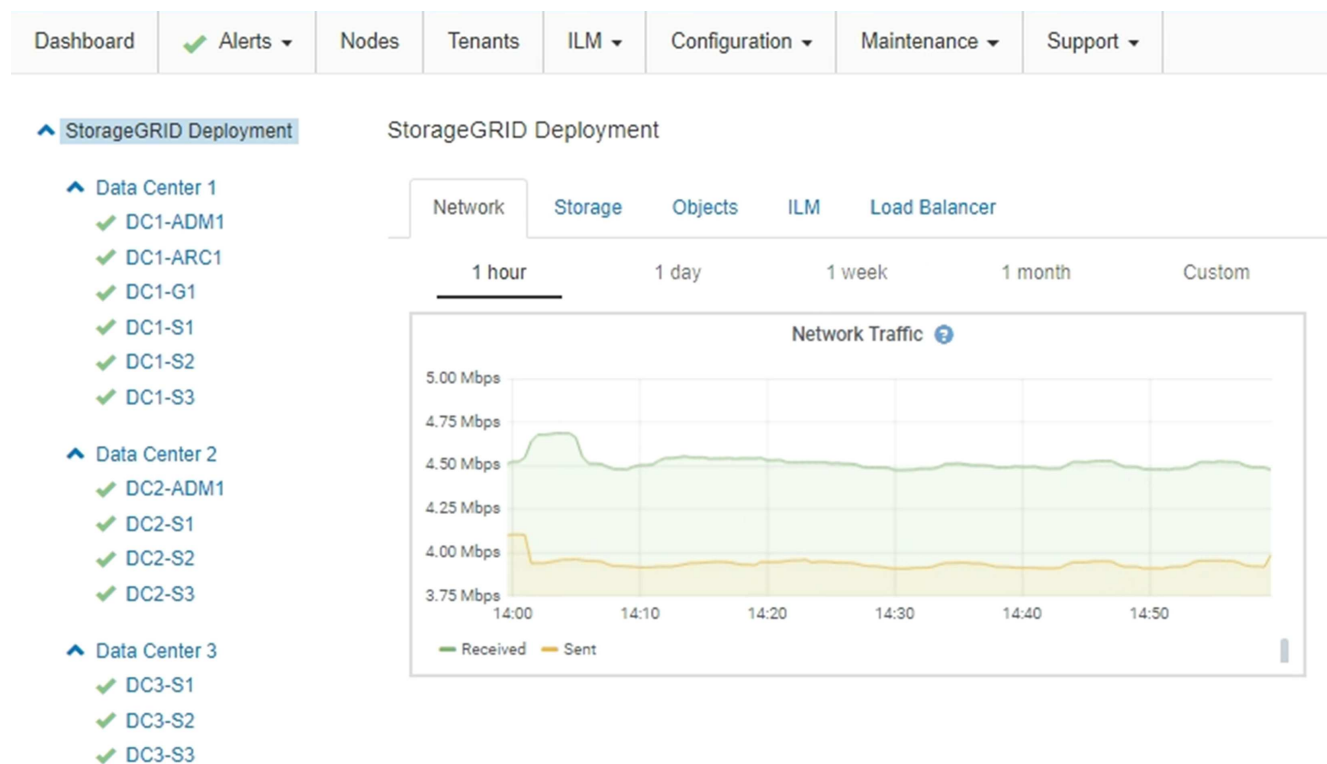 Dashboard Alerts Nodes Tenants ILM Configuration Maintenance Support
StorageGRID Deployment
Data Center 1
DC1-ADM1
DC1-ARC1
DC1-G1
DC1-S1
DC1-S2
DC1-S3
Data Center 2
DC2-ADM1
DC2-S1
DC2-S2
DC2-S3
Data Center 3
DC3-S1
DC3-S2
DC3-S3
StorageGRID Deployment
Network Storage Objects ILM Load Balancer
1 hour 1 day 1 week 1 month Custom
Network Traffic ?
5.00 Mbps
4.75 Mbps
4.50 Mbps
4.25 Mbps
4.00 Mbps
3.75 Mbps
14:00 14:10 14:20 14:30 14:40 14:50
Received Sent